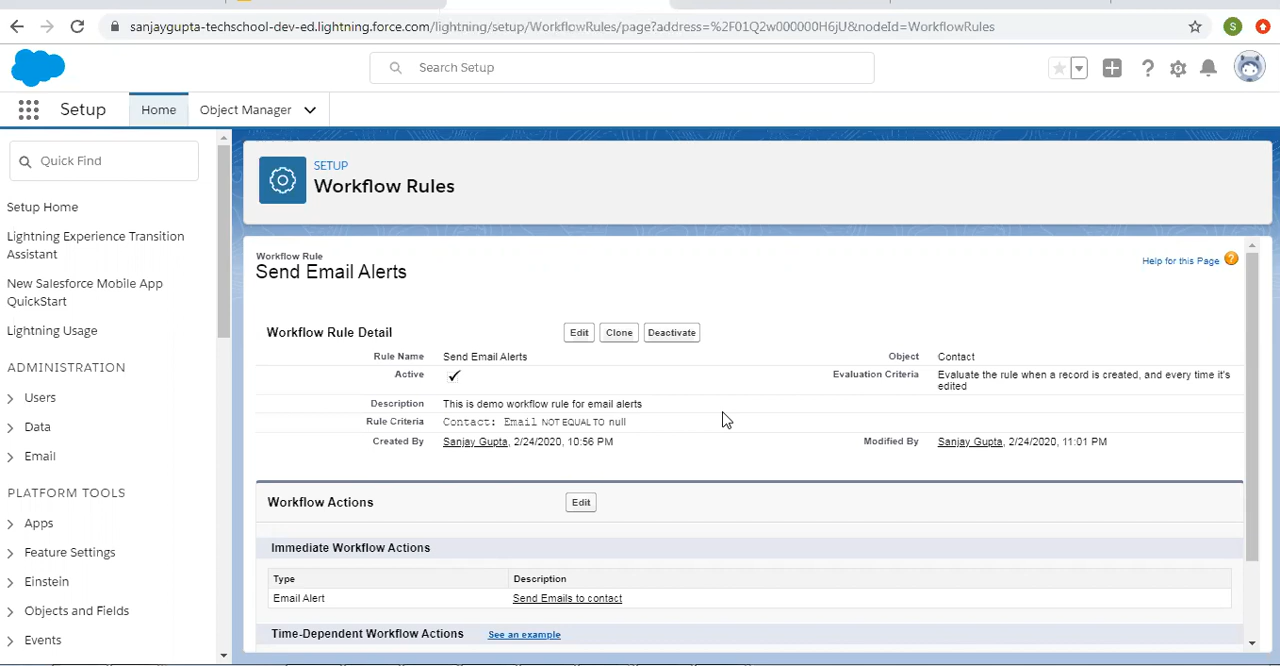 sanjaygupta-techschool-dev-ed.lightning.force.com/lightning/setup/WorkflowRules/page?address=%2F01Q2w000000H6jU&nodeId=WorkflowRules
S
Search Setup
Setup
Home
Object Manager
Quick Find
Setup Home
Lightning Experience Transition
Assistant
New Salesforce Mobile App
QuickStart
Lightning Usage
ADMINISTRATION
Users
Data
Email
PLATFORM TOOLS
Apps
Feature Settings
Einstein
Objects and Fields
Events
SETUP
Workflow Rules
Workflow Rule
Send Email Alerts
Help for this Page ?
Workflow Rule Detail Edit Clone Deactivate
Rule Name Send Email Alerts Object Contact
Active Evaluation Criteria Evaluate the rule when a record is created, and every time it's
edited
Description This is demo workflow rule for email alerts
Rule Criteria Contact: Email NOT EQUAL TO null
Created By Sanjay Gupta, 2/24/2020, 10:56 PM Modified By Sanjay Gupta, 2/24/2020, 11:01 PM
Workflow Actions Edit
Immediate Workflow Actions
Type Description
Email Alert Send Emails to contact
Time-Dependent Workflow Actions See an example